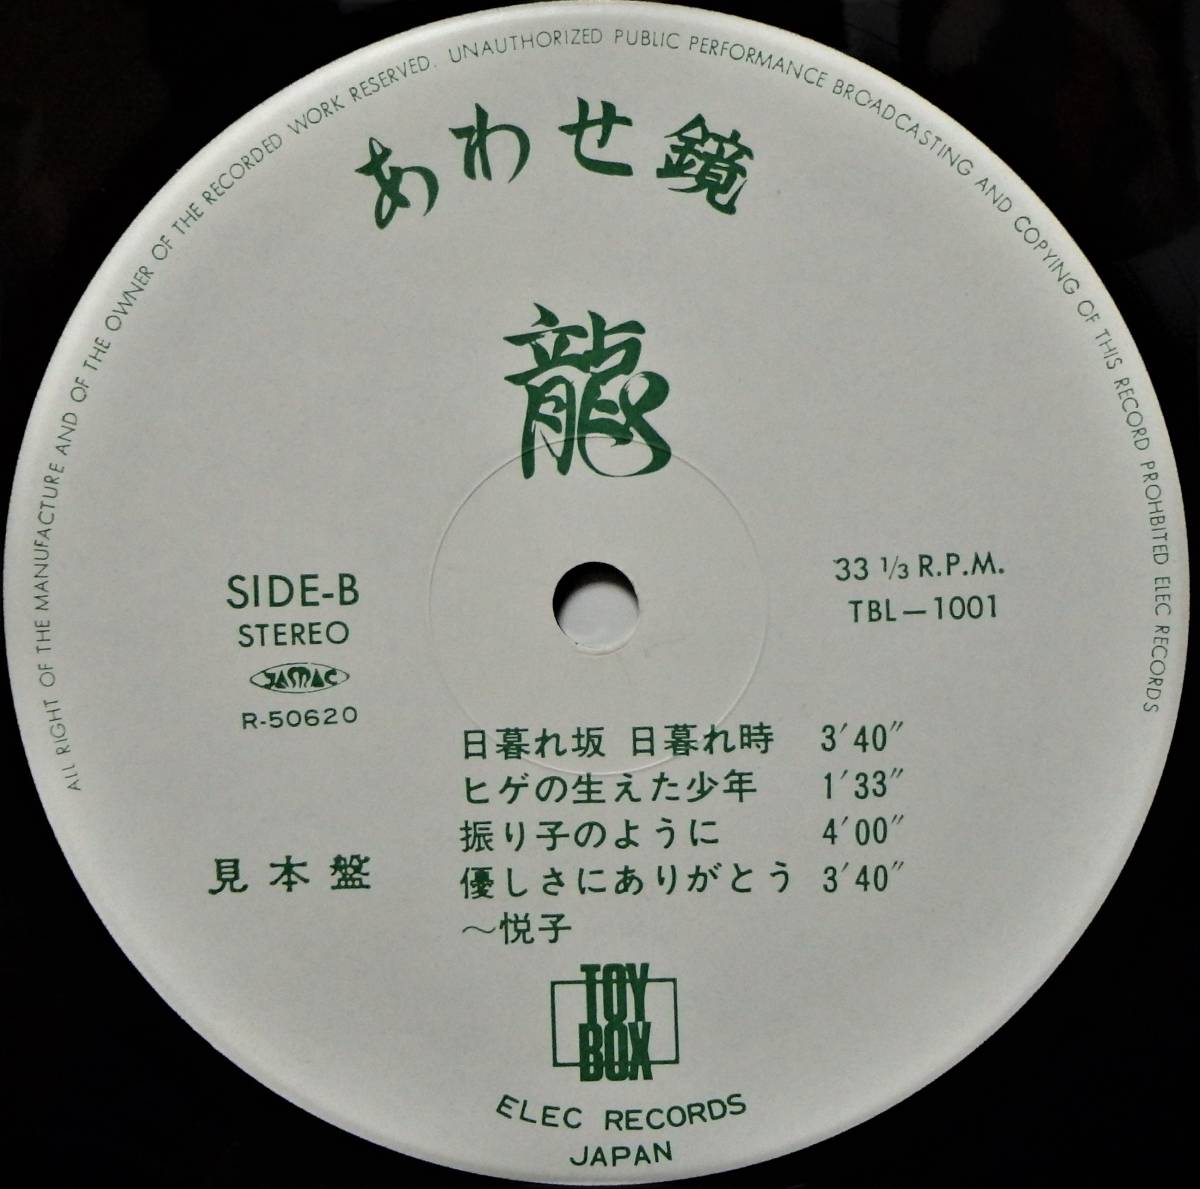 ALL RIGHT OF THE MANUFACTURE AND OF THE OWNER OF THE RECORDED WORK RESERVED. UNAUTHORIZED PUBLIC PERFORMANCE BROADCASTING AND COPYING OF THIS RECORD PROHIBITED ELEC RECORDS
あわせ鏡
龍
SIDE-B
STEREO
JASRAC
R-50620
33 1/3 R.P.M.
TBL-1001
日暮れ坂 日暮れ時 3′40″
ヒゲの生えた少年 1′33″
振り子のように 4′00″
優しさにありがとう 3′40″
〜悦子
見本盤
TOY
BOX
ELEC RECORDS
JAPAN